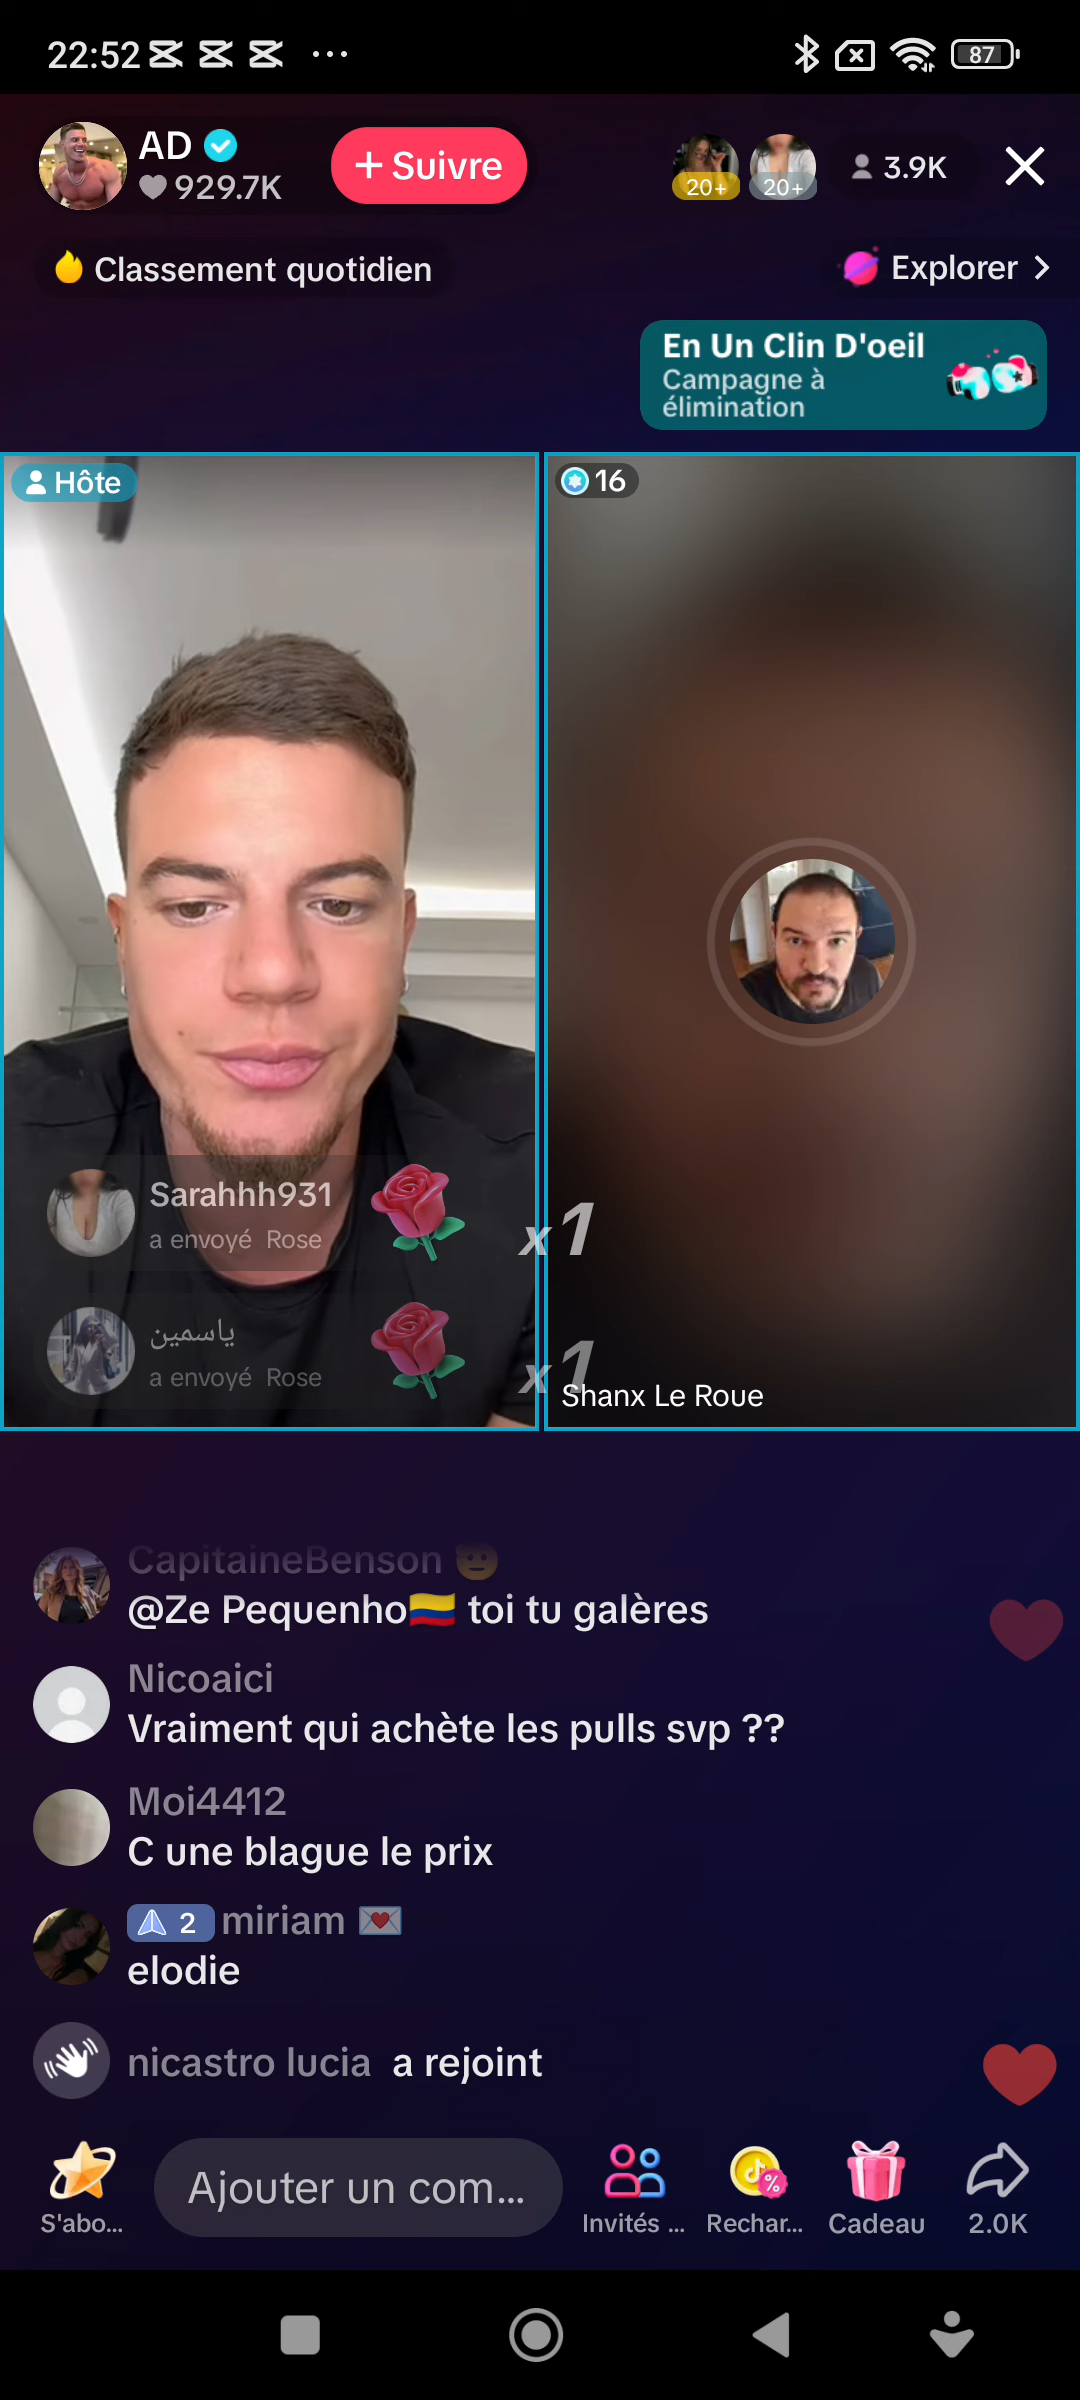 22:52
87
AD
929.7K
+ Suivre
20+
20+
3.9K
Classement quotidien
Explorer
En Un Clin D'oeil
Campagne à
élimination
Hôte
16
Sarahhh931
a envoyé Rose
x1
ياسمين
a envoyé Rose
x1
Shanx Le Roue
CapitaineBenson
@Ze Pequenho🇨🇴 toi tu galères
Nicoaici
Vraiment qui achète les pulls svp ??
Moi4412
C une blague le prix
2 miriam 💌
elodie
nicastro lucia a rejoint
Ajouter un com...
S'abo...
Invités ...
Rechar...
Cadeau
2.0K